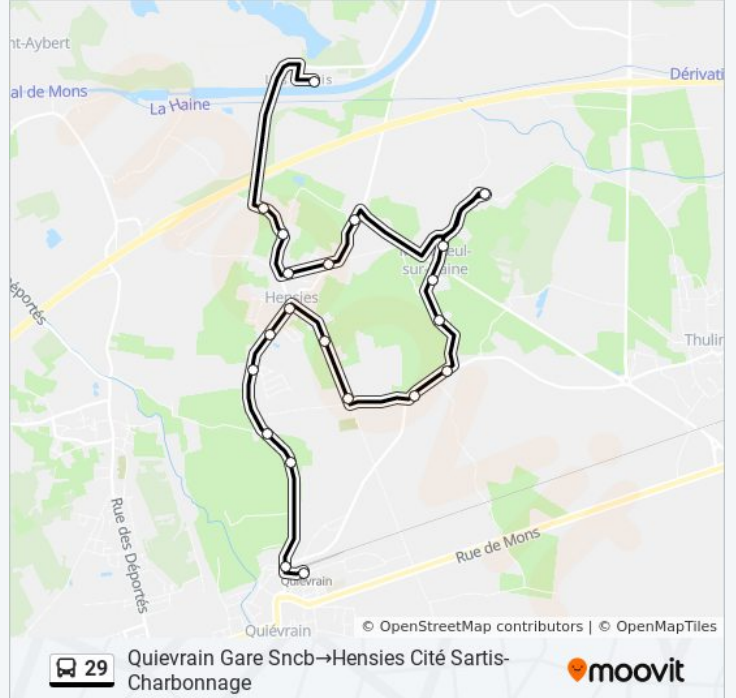 nt-Aybert
Dérivati
al de Mons
La Haine
sur-Haine
Hensies
éportés
Thulin
Rue des Déportés
Rue de Mons
Quiévrain
Quiévrain
© OpenStreetMap contributors | © OpenMapTiles
29
Quievrain Gare Sncb→Hensies Cité Sartis-
Charbonnage
moovit